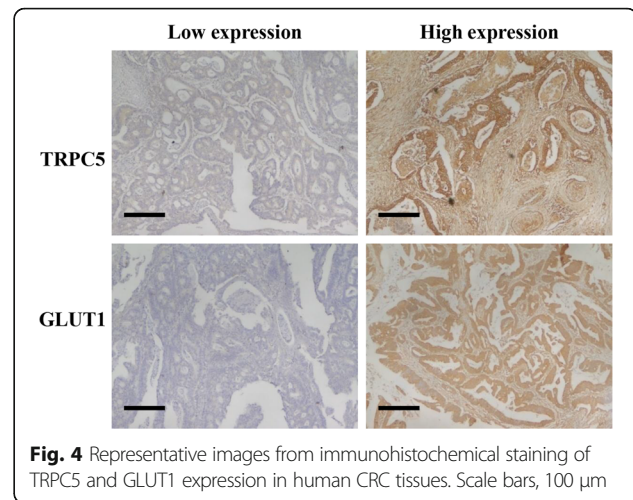 Low expression
High expression
TRPC5
GLUT1
Fig. 4 Representative images from immunohistochemical staining of
TRPC5 and GLUT1 expression in human CRC tissues. Scale bars, 100 μm